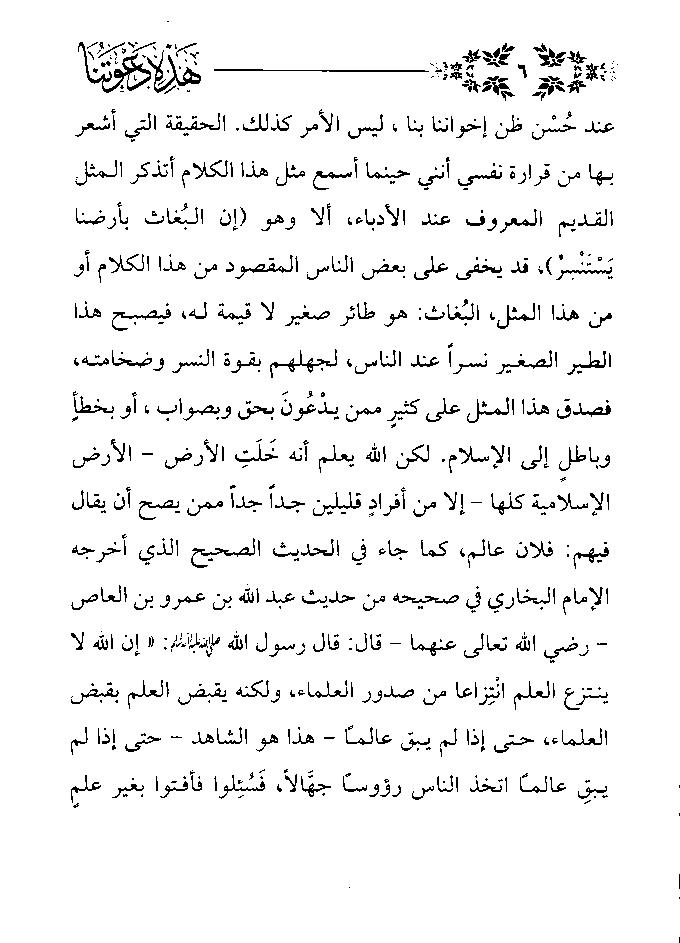 ٦ هَذِهِ دَعْوَتُنَا
عند حُسْن ظن إخواننا بنا ، ليس الأمر كذلك. الحقيقة التي أشعر
بها من قرارة نفسي أنني حينما أسمع مثل هذا الكلام أتذكر المثل
القديم المعروف عند الأدباء، ألا وهو (إن البُغاث بأرضنا
يَسْتَنْسِرُ)، قد يخفى على بعض الناس المقصود من هذا الكلام أو
من هذا المثل، البُغاث: هو طائر صغير لا قيمة له، فيصبح هذا
الطير الصغير نسراً عند الناس، لجهلهم بقوة النسر وضخامته،
فصدق هذا المثل على كثيرٍ ممن يدْعُونَ بحق وبصواب ، أو بخطأٍ
وباطلٍ إلى الإسلام. لكن الله يعلم أنه خَلَتِ الأرض - الأرض
الإسلامية كلها - إلا من أفرادٍ قليلين جداً جداً ممن يصح أن يقال
فيهم: فلان عالم، كما جاء في الحديث الصحيح الذي أخرجه
الإمام البخاري في صحيحه من حديث عبد الله بن عمرو بن العاص
- رضي الله تعالى عنهما - قال: قال رسول الله ﷺ: « إن الله لا
ينتزع العلم انْتِزاعا من صدور العلماء، ولكنه يقبض العلم بقبض
العلماء، حتى إذا لم يبق عالمًا - هذا هو الشاهد - حتى إذا لم
يبقِ عالمًا اتخذ الناس رؤوسًا جهَّالاً، فَسُئِلوا فأفتوا بغير علمٍ